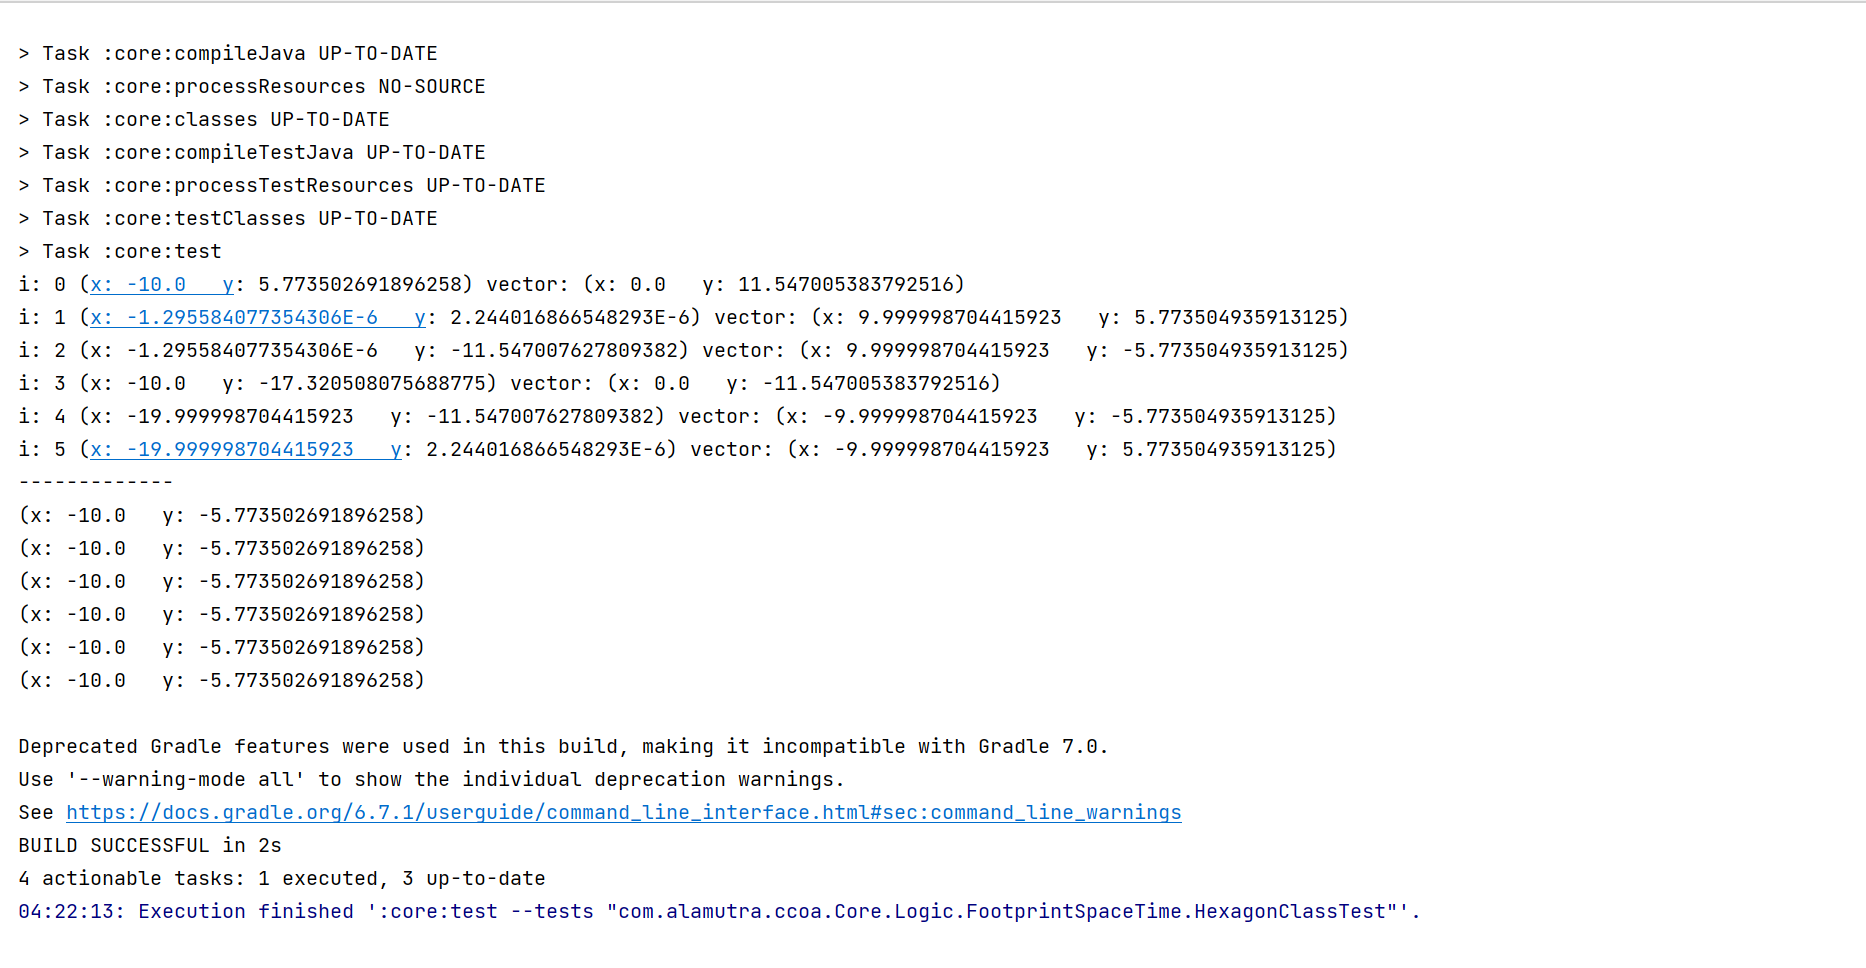 > Task :core:compileJava UP-TO-DATE
> Task :core:processResources NO-SOURCE
> Task :core:classes UP-TO-DATE
> Task :core:compileTestJava UP-TO-DATE
> Task :core:processTestResources UP-TO-DATE
> Task :core:testClasses UP-TO-DATE
> Task :core:test
i: 0 (x: -10.0   y: 5.773502691896258) vector: (x: 0.0   y: 11.547005383792516)
i: 1 (x: -1.295584077354306E-6   y: 2.244016866548293E-6) vector: (x: 9.999998704415923   y: 5.773504935913125)
i: 2 (x: -1.295584077354306E-6   y: -11.547007627809382) vector: (x: 9.999998704415923   y: -5.773504935913125)
i: 3 (x: -10.0   y: -17.320508075688775) vector: (x: 0.0   y: -11.547005383792516)
i: 4 (x: -19.999998704415923   y: -11.547007627809382) vector: (x: -9.999998704415923   y: -5.773504935913125)
i: 5 (x: -19.999998704415923   y: 2.244016866548293E-6) vector: (x: -9.999998704415923   y: 5.773504935913125)
-------------
(x: -10.0   y: -5.773502691896258)
(x: -10.0   y: -5.773502691896258)
(x: -10.0   y: -5.773502691896258)
(x: -10.0   y: -5.773502691896258)
(x: -10.0   y: -5.773502691896258)
(x: -10.0   y: -5.773502691896258)
Deprecated Gradle features were used in this build, making it incompatible with Gradle 7.0.
Use '--warning-mode all' to show the individual deprecation warnings.
See https://docs.gradle.org/6.7.1/userguide/command_line_interface.html#sec:command_line_warnings
BUILD SUCCESSFUL in 2s
4 actionable tasks: 1 executed, 3 up-to-date
04:22:13: Execution finished ':core:test --tests "com.alamutra.ccoa.Core.Logic.FootprintSpaceTime.HexagonClassTest"'.